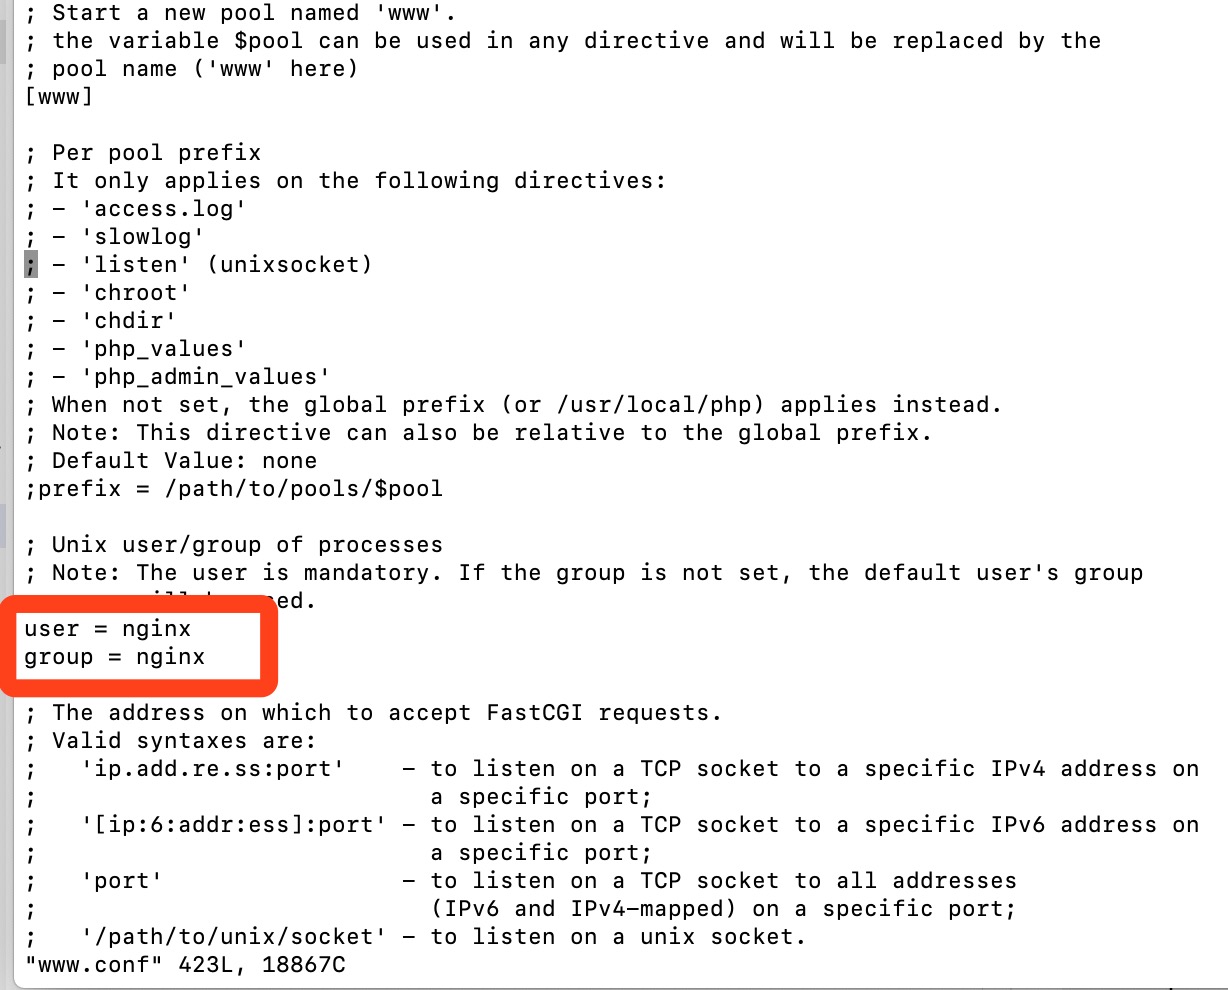 ; Start a new pool named 'www'.
; the variable $pool can be used in any directive and will be replaced by the
; pool name ('www' here)
[www]
; Per pool prefix
; It only applies on the following directives:
; - 'access.log'
; - 'slowlog'
; - 'listen' (unixsocket)
; - 'chroot'
; - 'chdir'
; - 'php_values'
; - 'php_admin_values'
; When not set, the global prefix (or /usr/local/php) applies instead.
; Note: This directive can also be relative to the global prefix.
; Default Value: none
;prefix = /path/to/pools/$pool
; Unix user/group of processes
; Note: The user is mandatory. If the group is not set, the default user's group
user = nginx
group = nginx
; The address on which to accept FastCGI requests.
; Valid syntaxes are:
;   'ip.add.re.ss:port'    - to listen on a TCP socket to a specific IPv4 address on
;                            a specific port;
;   '[ip:6:addr:ess]:port' - to listen on a TCP socket to a specific IPv6 address on
;                            a specific port;
;   'port'                 - to listen on a TCP socket to all addresses
;                            (IPv6 and IPv4-mapped) on a specific port;
;   '/path/to/unix/socket' - to listen on a unix socket.
"www.conf" 423L, 18867C